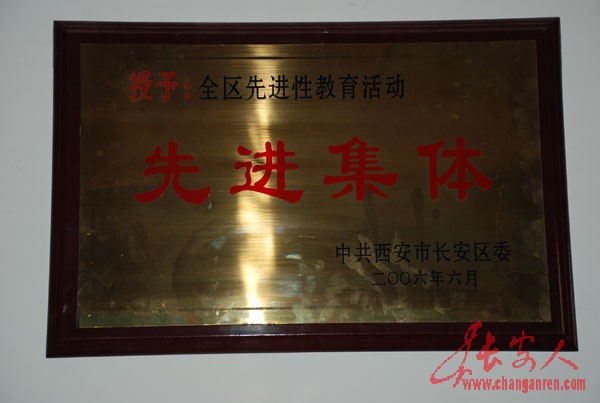 授予：全区先进性教育活动
先进集体
中共西安市长安区委
二〇〇六年六月
长安人
www.changanren.com